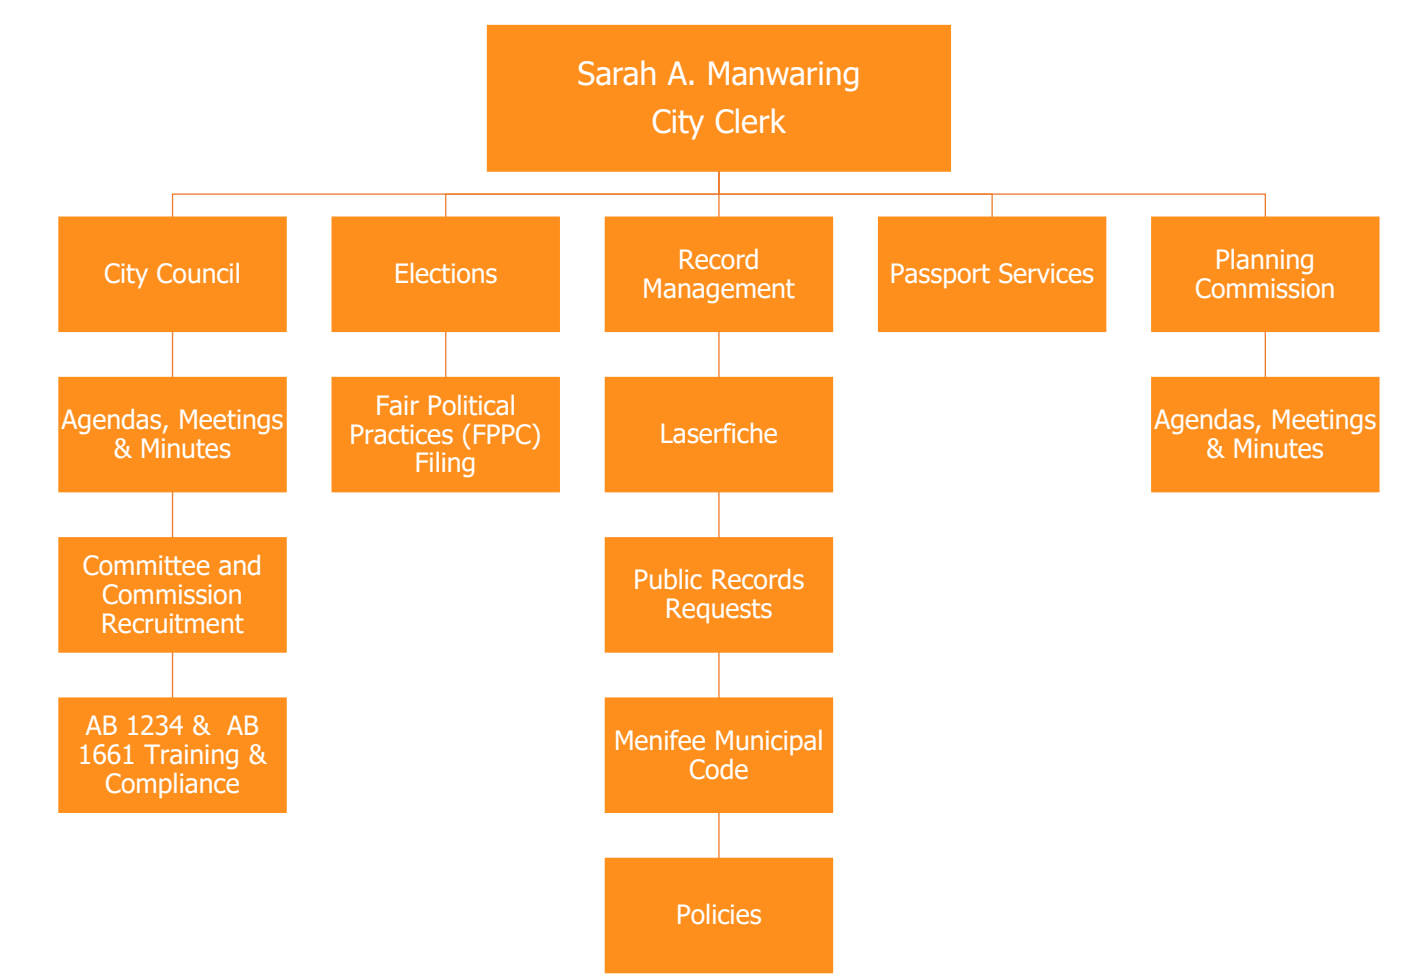 Sarah A. Manwaring
City Clerk
City Council
Elections
Record
Management
Passport Services
Planning
Commission
Agendas, Meetings
& Minutes
Fair Political
Practices (FPPC)
Filing
Laserfiche
Agendas, Meetings
& Minutes
Committee and
Commission
Recruitment
Public Records
Requests
AB 1234 &  AB
1661 Training &
Compliance
Menifee Municipal
Code
Policies